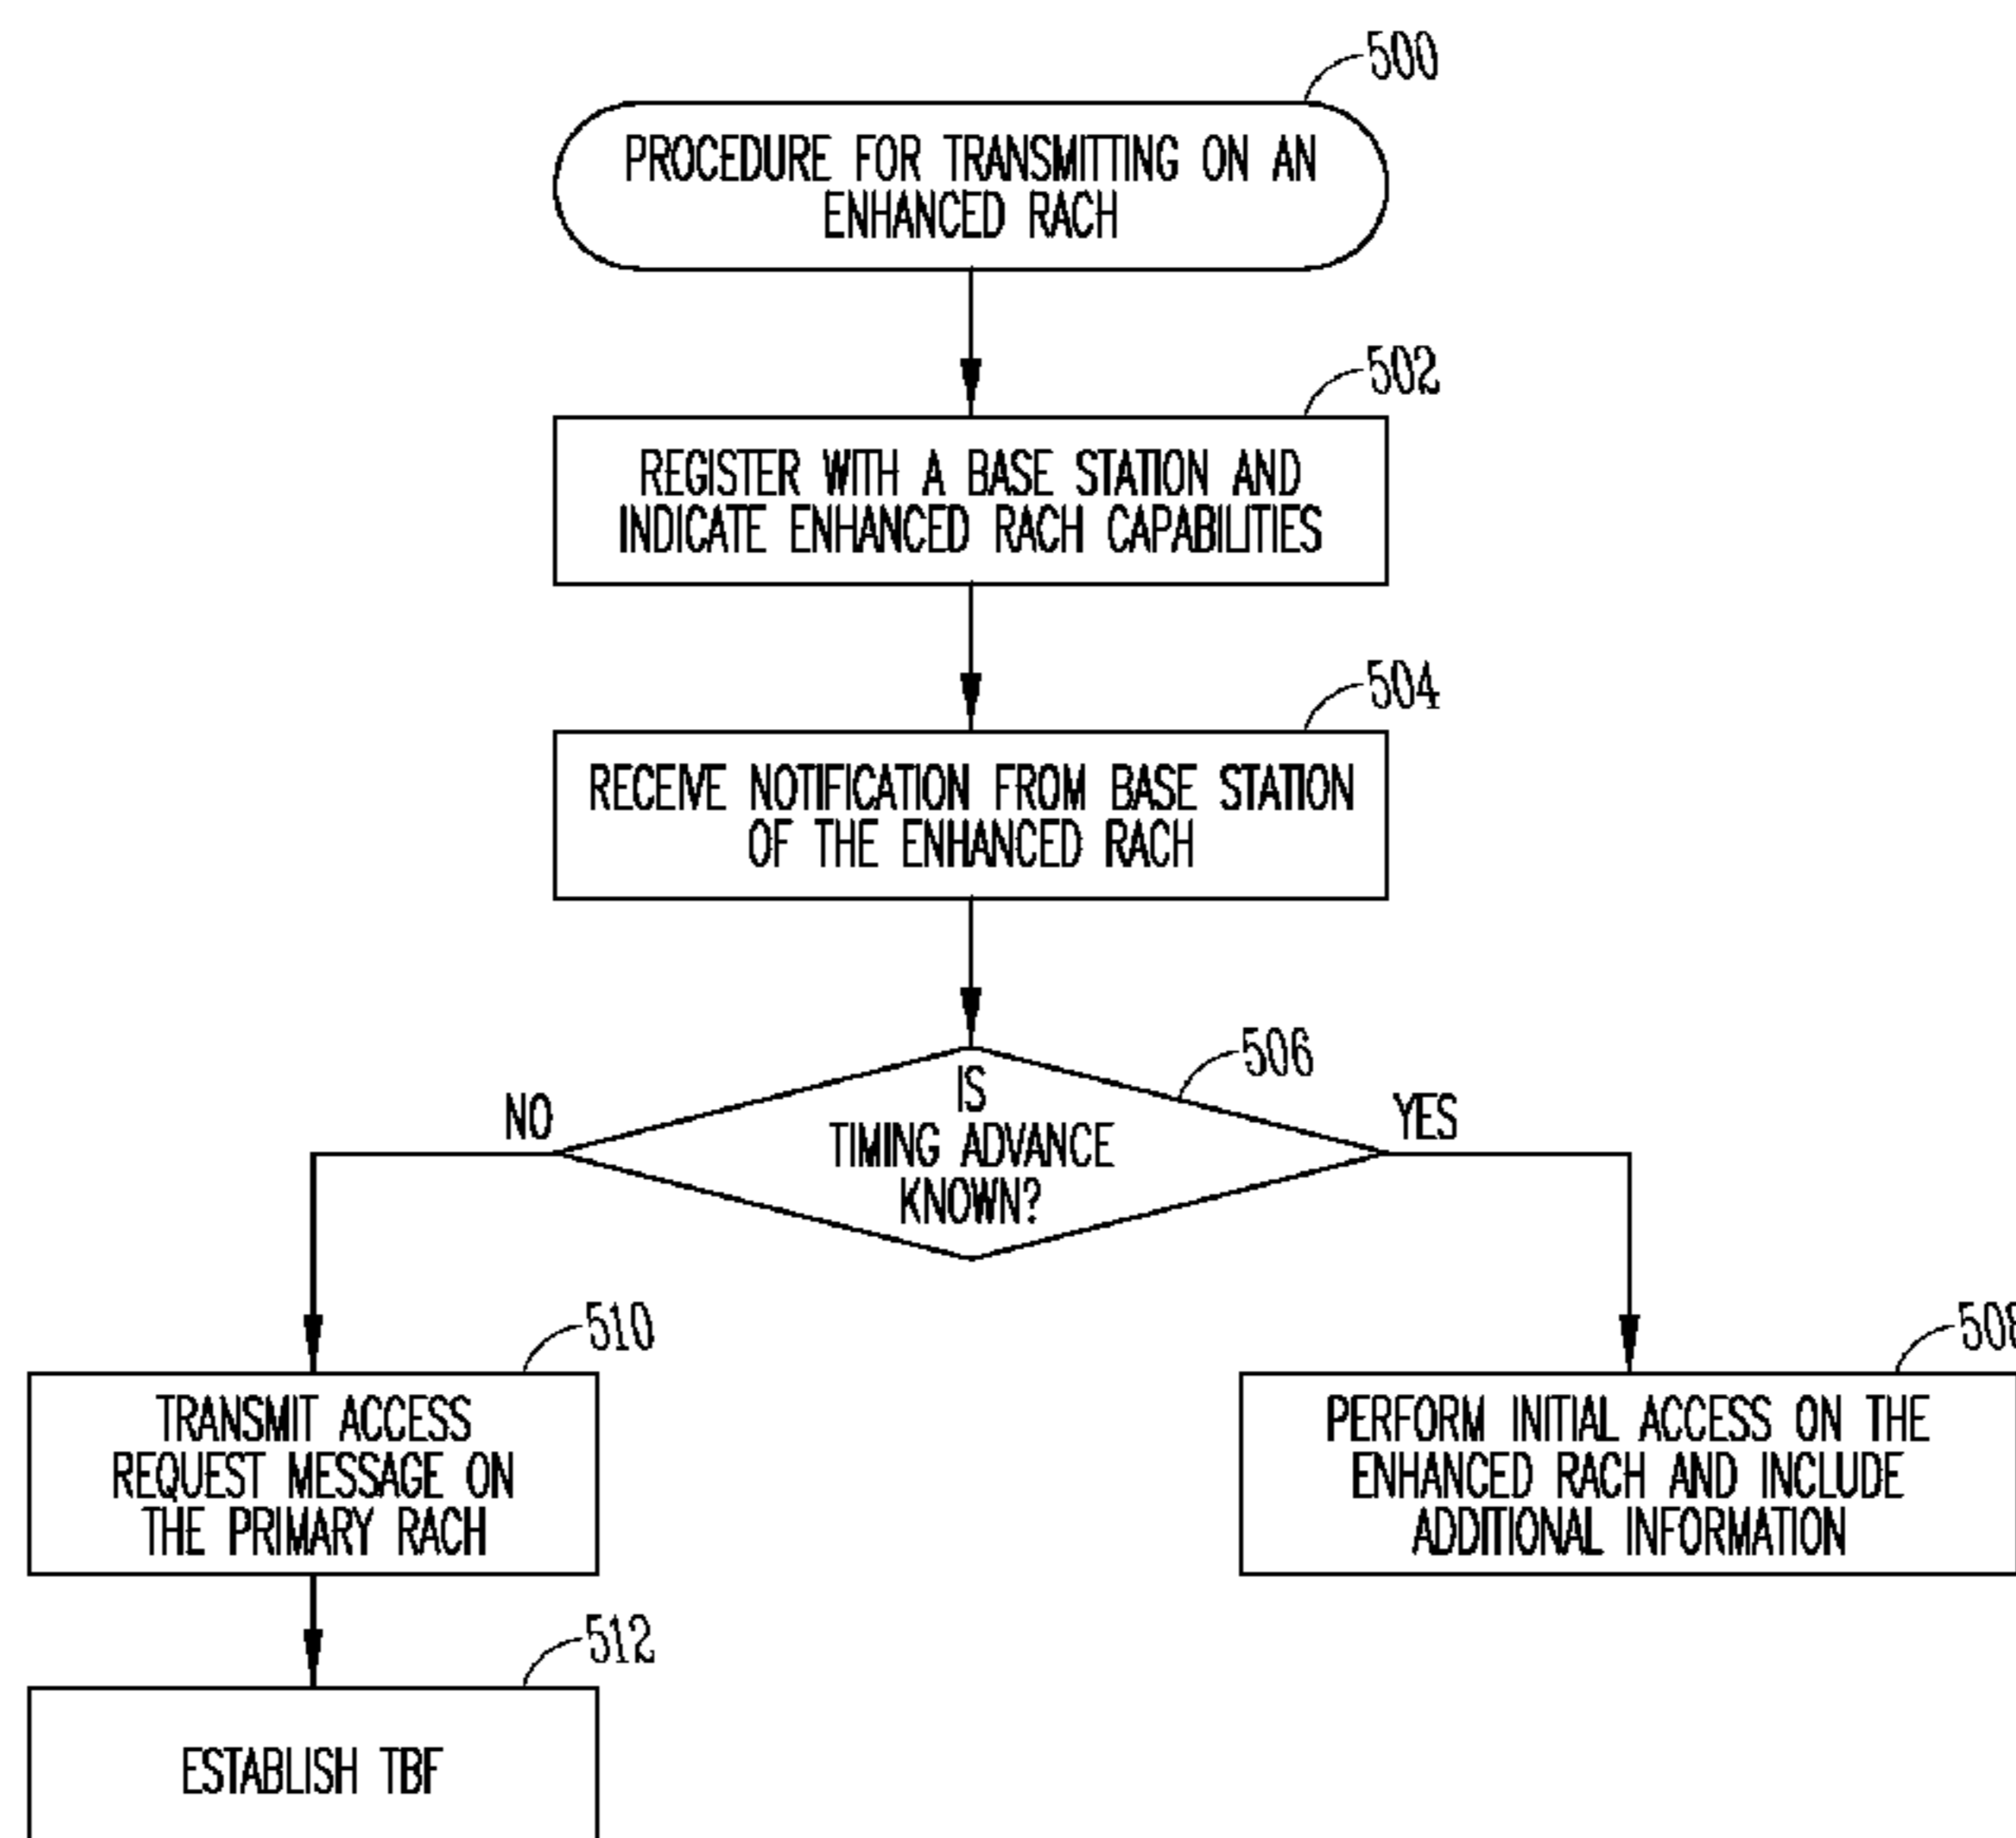 500
PROCEDURE FOR TRANSMITTING ON AN
ENHANCED RACH
502
REGISTER WITH A BASE STATION AND
INDICATE ENHANCED RACH CAPABILITIES
504
RECEIVE NOTIFICATION FROM BASE STATION
OF THE ENHANCED RACH
506
IS
TIMING ADVANCE
KNOWN?
NO
YES
510
TRANSMIT ACCESS
REQUEST MESSAGE ON
THE PRIMARY RACH
508
PERFORM INITIAL ACCESS ON THE
ENHANCED RACH AND INCLUDE
ADDITIONAL INFORMATION
512
ESTABLISH TBF